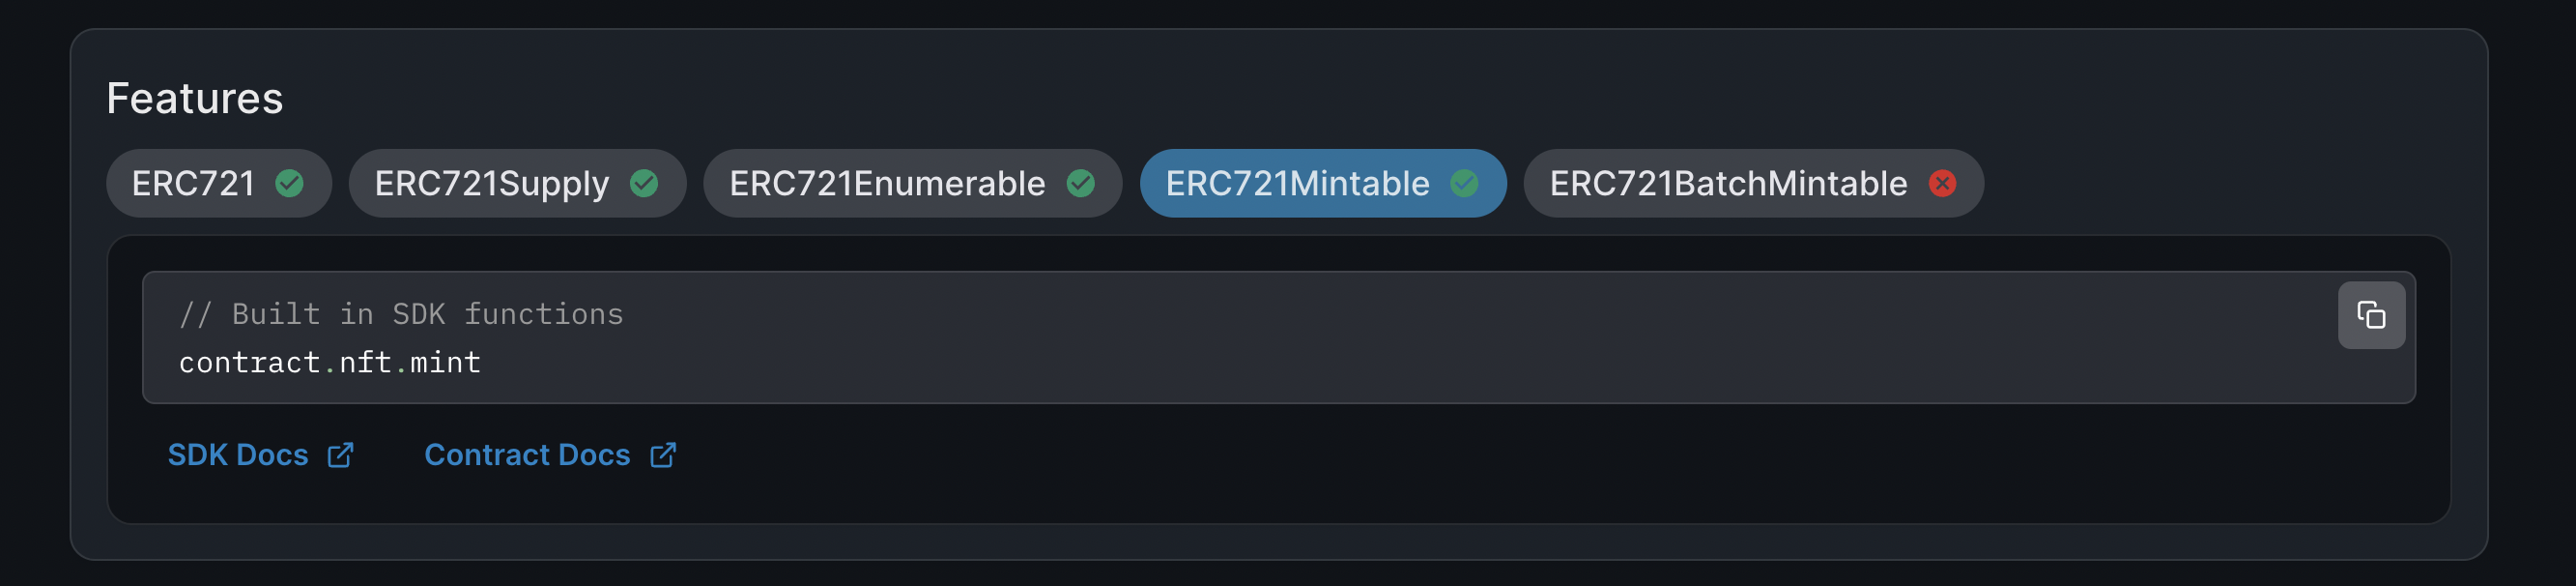 Features
ERC721 ERC721Supply ERC721Enumerable ERC721Mintable ERC721BatchMintable
// Built in SDK functions
contract.nft.mint
SDK Docs Contract Docs